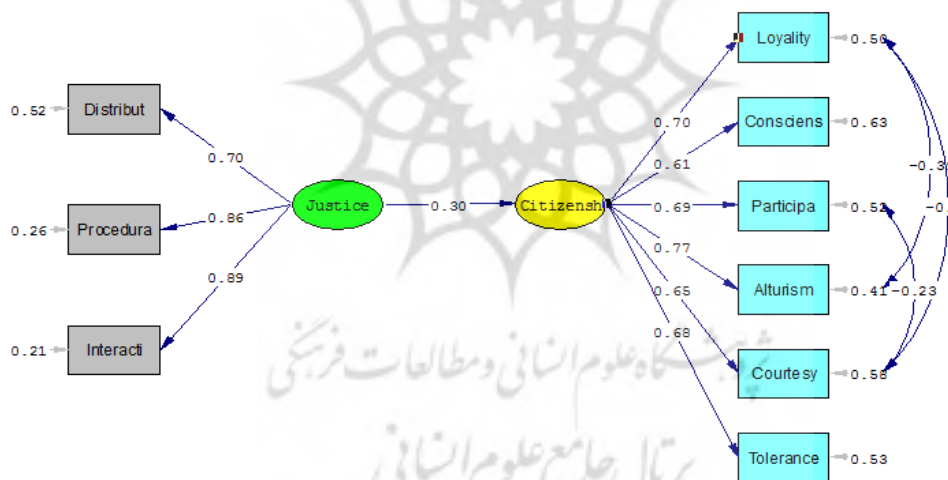 Loyality
0.50
Distribut
0.52
0.70
0.70
Consciens
0.63
0.61
-0.3
Justice
0.30
Citizensh
0.69
Participa
0.52
Procedura
0.26
0.86
0.77
0.89
Alturism
0.41
-0.23
0.65
Interacti
0.21
0.68
Courtesy
0.58
Tolerance
0.53
پژوهشگاه علوم انسانی و مطالعات فرهنگی
پرتال جامع علوم انسانی